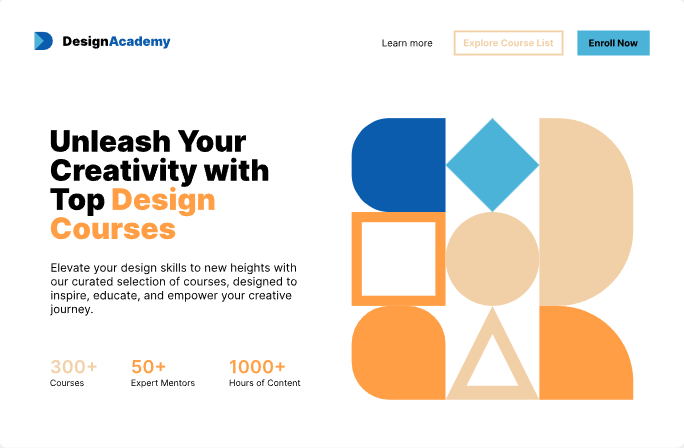 DesignAcademy
Learn more
Explore Course List
Enroll Now
Unleash Your
Creativity with
Top Design
Courses
Elevate your design skills to new heights with
our curated selection of courses, designed to
inspire, educate, and empower your creative
journey.
300+
Courses
50+
Expert Mentors
1000+
Hours of Content